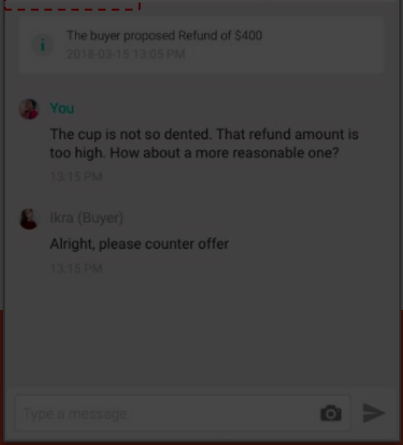 The buyer proposed Refund of $400
2018-03-15 13:05 PM
You
The cup is not so dented. That refund amount is
too high. How about a more reasonable one?
13:15 PM
Ikra (Buyer)
Alright, please counter offer
13:15 PM
Type a message